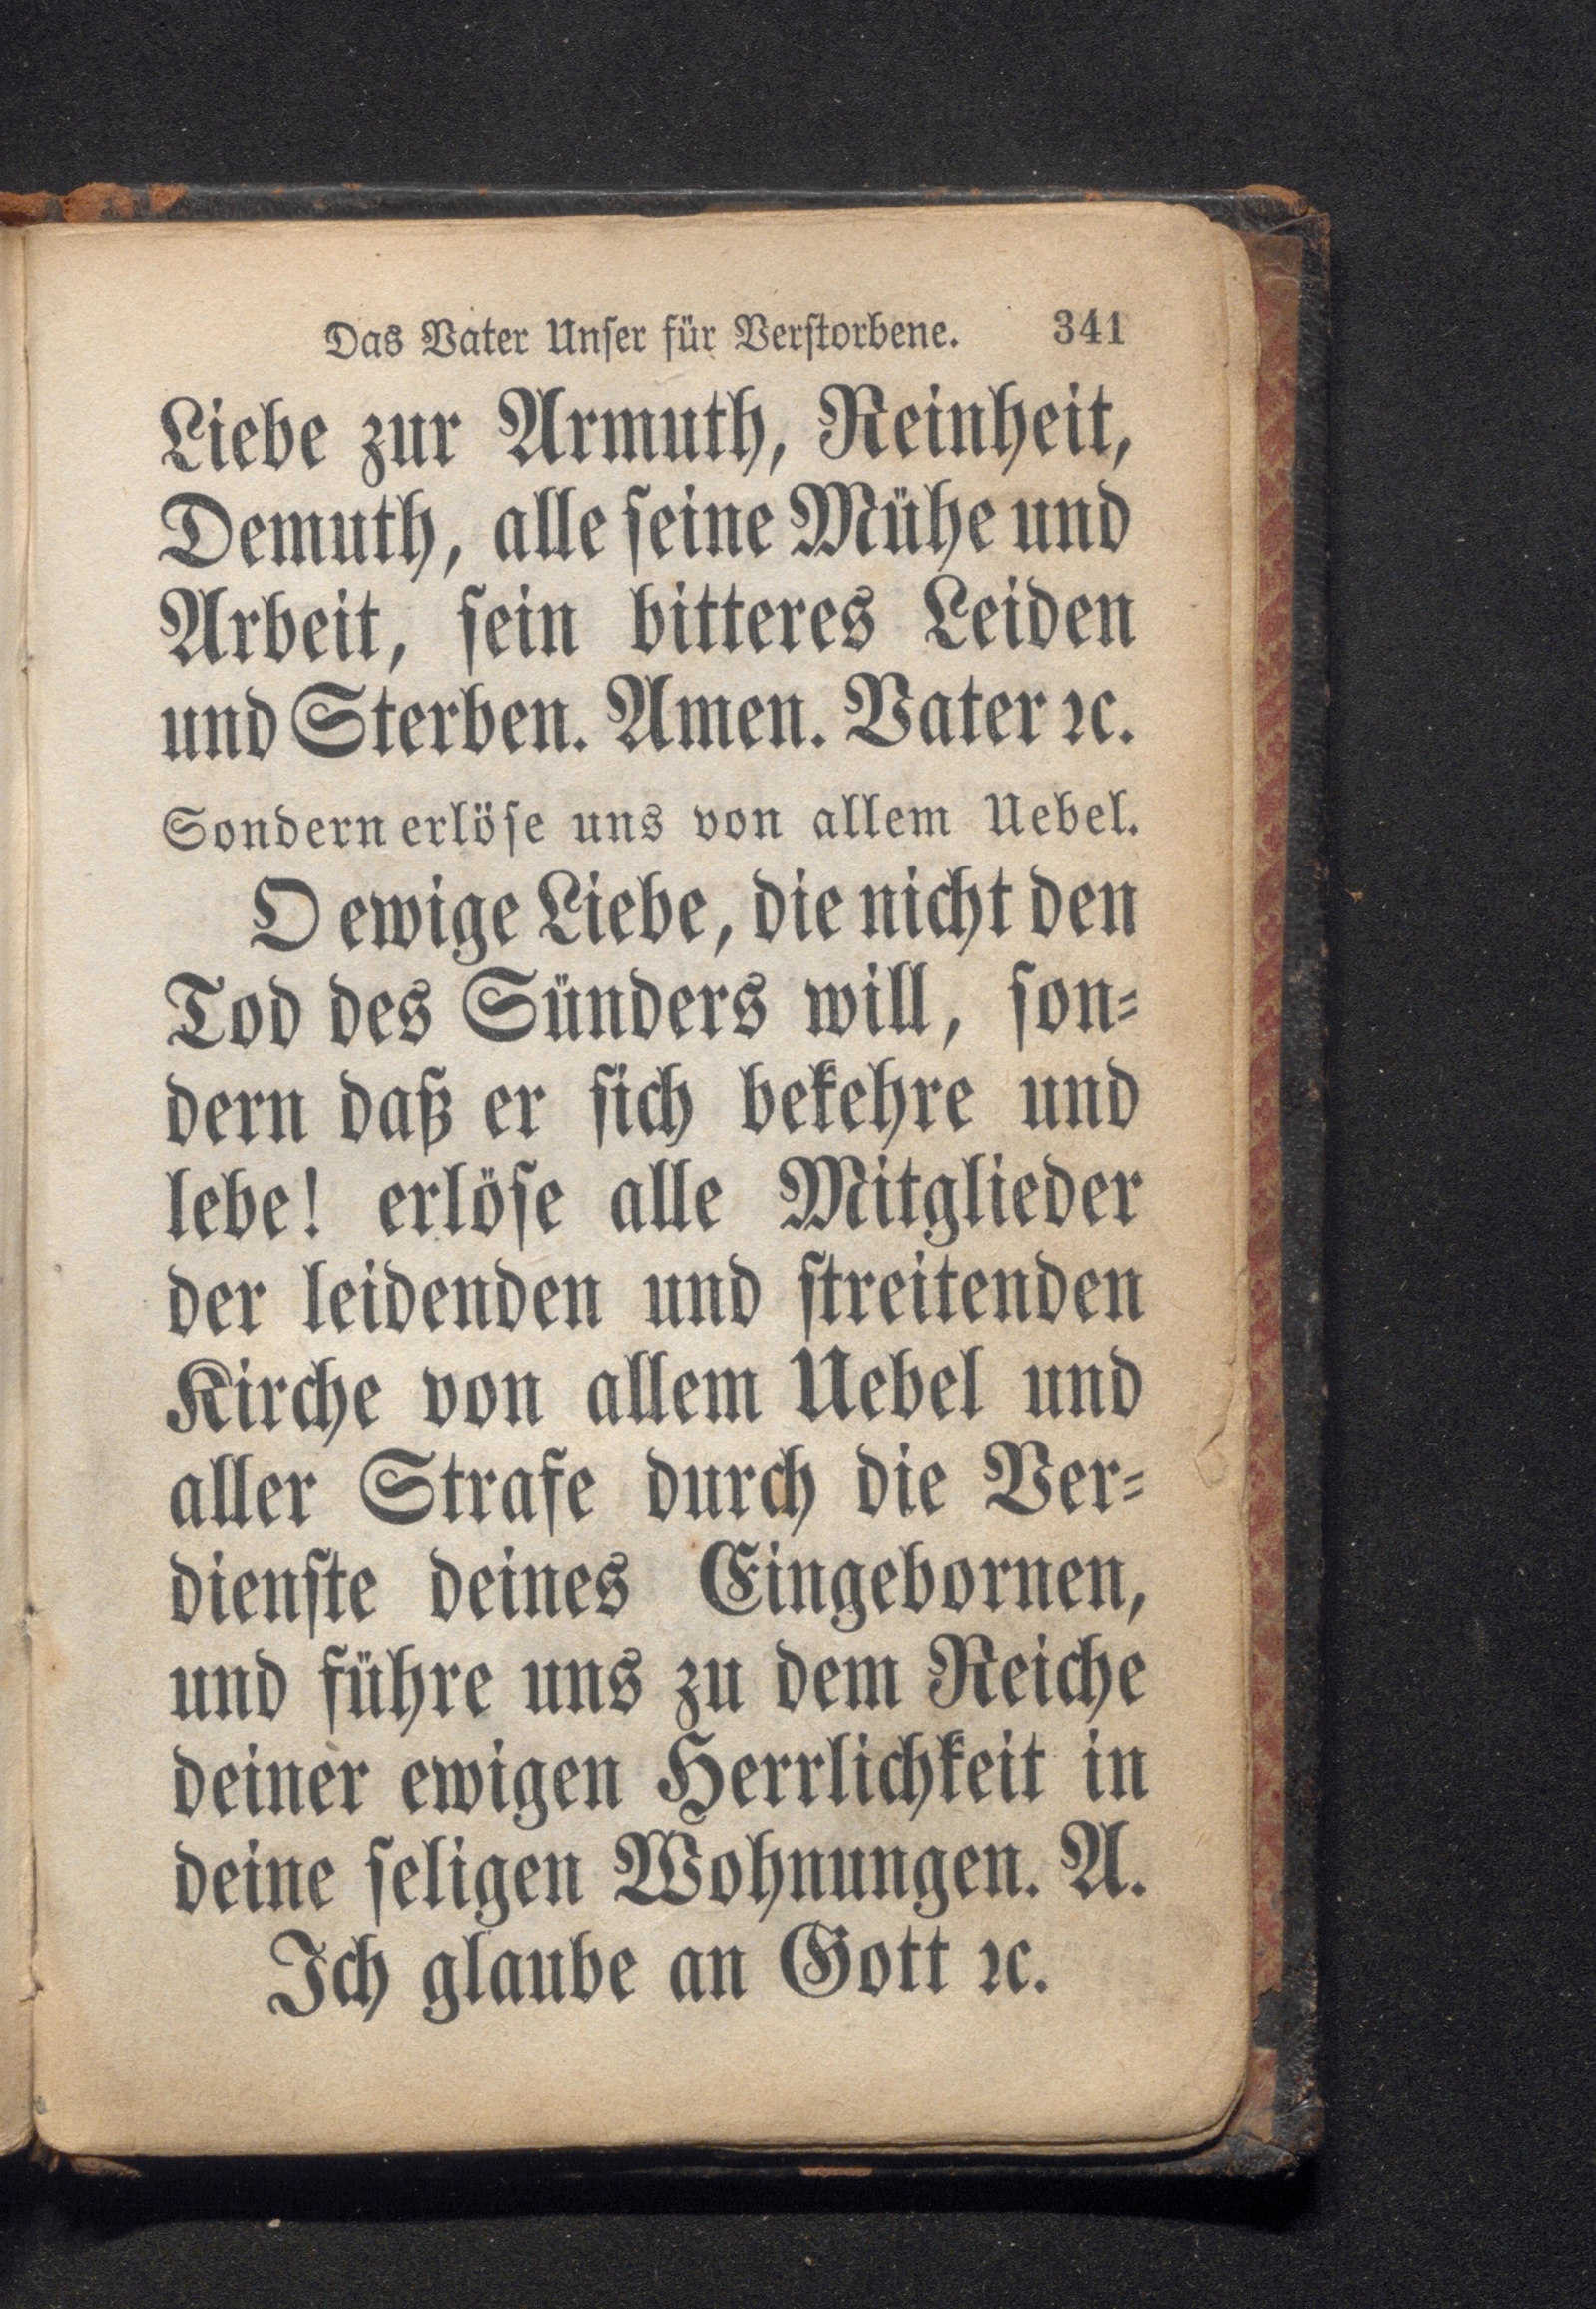 Das Vater Unser für Verstorbene. 341
Liebe zur Armuth, Reinheit,
Demuth, alle seine Mühe und
Arbeit, sein bitteres Leiden
und Sterben. Amen. Vater ꝛc.
Sondern erlöse uns von allem Uebel.
O ewige Liebe, die nicht den
Tod des Sünders will, son⸗
dern daß er sich bekehre und
lebe! erlöse alle Mitglieder
der leidenden und streitenden
Kirche von allem Uebel und
aller Strafe durch die Ver⸗
dienste deines Eingebornen,
und führe uns zu dem Reiche
deiner ewigen Herrlichkeit in
deine seligen Wohnungen. A.
Ich glaube an Gott ꝛc.